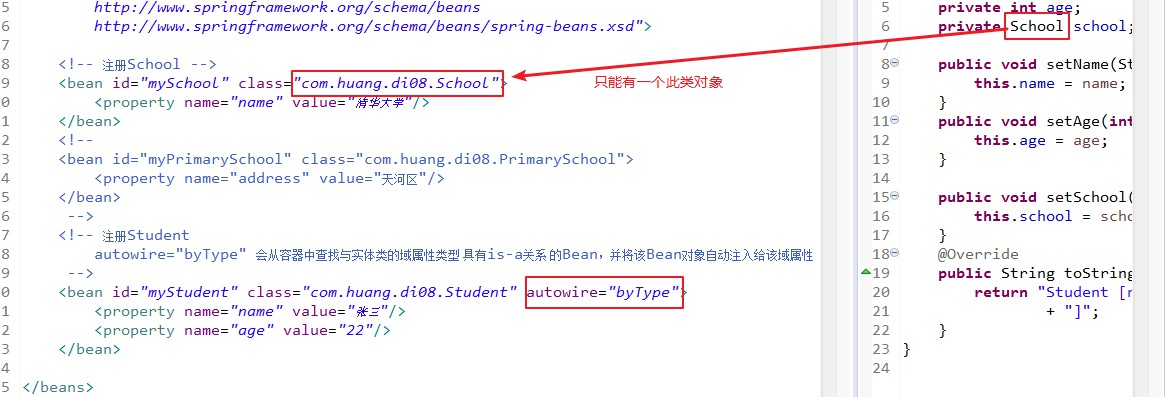 5 http://www.springframework.org/schema/beans
6 http://www.springframework.org/schema/beans/spring-beans.xsd">
7
8 <!-- 注册School -->
9 <bean id="mySchool" class="com.huang.di08.School">
0 <property name="name" value="清华大学"/>
1 </bean>
2 <!--
3 <bean id="myPrimarySchool" class="com.huang.di08.PrimarySchool">
4 <property name="address" value="天河区"/>
5 </bean>
6 -->
7 <!-- 注册Student
8 autowire="byType" 会从容器中查找与实体类的域属性类型具有is-a关系的Bean，并将该Bean对象自动注入给该域属性
9 -->
0 <bean id="myStudent" class="com.huang.di08.Student" autowire="byType">
1 <property name="name" value="张三"/>
2 <property name="age" value="22"/>
3 </bean>
4
5 </beans>
只能有一个此类对象
5 private int age;
6 private School school;
7
8 public void setName(St
9 this.name = name;
10 }
11 public void setAge(int
12 this.age = age;
13 }
14
15 public void setSchool(
16 this.school = scho
17 }
18 @Override
19 public String toString
20 return "Student [n
21 + "]";
22 }
23 }
24